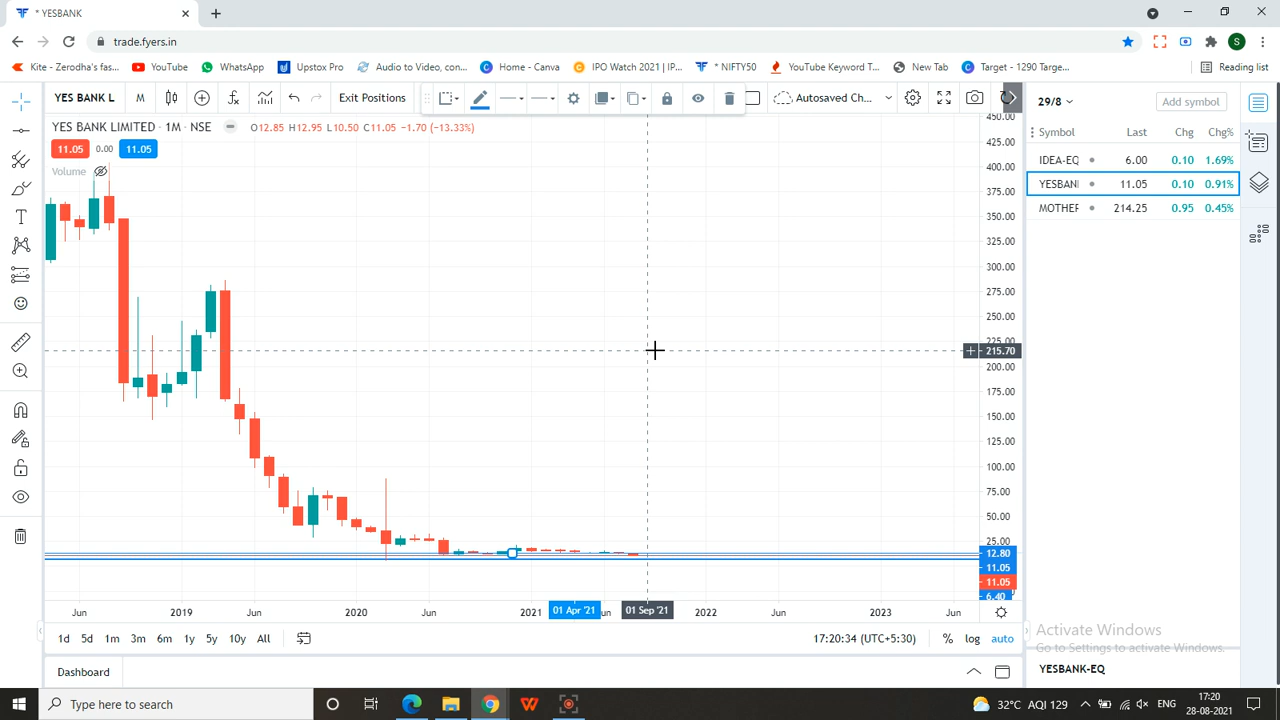 * YESBANK
trade.fyers.in
S
Kite - Zerodha's fas...
YouTube
WhatsApp
Upstox Pro
Audio to Video, con...
Home - Canva
IPO Watch 2021 | IP...
* NIFTY50
YouTube Keyword T...
New Tab
Target - 1290 Targe...
Reading list
YES BANK L
M
Exit Positions
Autosaved Ch...
29/8
Add symbol
YES BANK LIMITED · 1M · NSE
O12.85 H12.95 L10.50 C11.05 -1.70 (-13.33%)
11.05 0.00 11.05
Volume
Symbol Last Chg Chg%
IDEA-EQ 6.00 0.10 1.69%
YESBANI 11.05 0.10 0.91%
MOTHEF 214.25 0.95 0.45%
450.00
425.00
400.00
375.00
350.00
325.00
300.00
275.00
250.00
225.00
215.70
200.00
175.00
150.00
125.00
100.00
75.00
50.00
25.00
12.80
11.05
11.05
6.40
Jun 2019 Jun 2020 Jun 2021 01 Apr '21 un 01 Sep '21 2022 Jun 2023 Jun
1d 5d 1m 3m 6m 1y 5y 10y All
17:20:34 (UTC+5:30) % log auto
Activate Windows
Go to Settings to activate Windows.
Dashboard
YESBANK-EQ
Type here to search
W
32°C AQI 129
ENG
17:20
28-08-2021